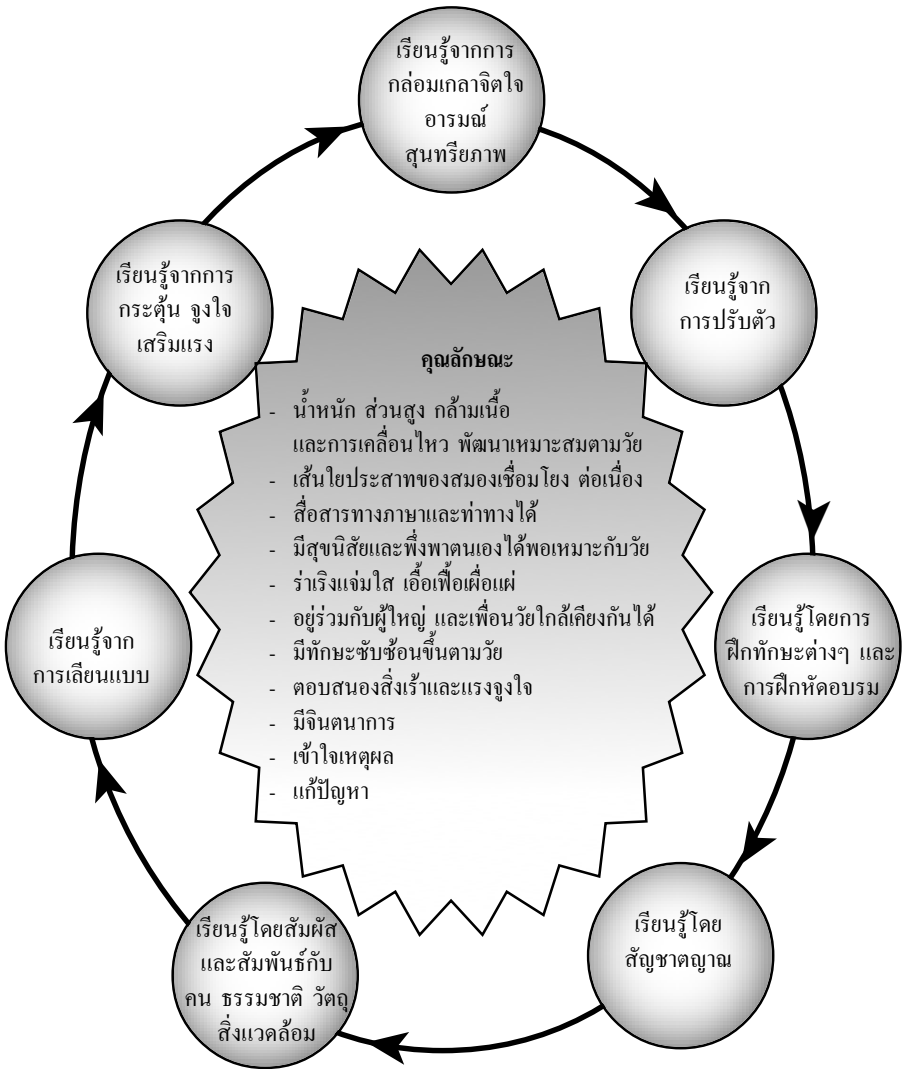 เรียนรู้จากการ
กล่อมเกลาจิตใจ
อารมณ์
สุนทรียภาพ
เรียนรู้จาก
การปรับตัว
เรียนรู้โดยการ
ฝึกทักษะต่างๆ และ
การฝึกหัดอบรม
เรียนรู้โดย
สัญชาตญาณ
เรียนรู้โดยสัมผัส
และสัมพันธ์กับ
คน ธรรมชาติ วัตถุ
สิ่งแวดล้อม
เรียนรู้จาก
การเลียนแบบ
เรียนรู้จากการ
กระตุ้น จูงใจ
เสริมแรง
คุณลักษณะ
- น้ำหนัก ส่วนสูง กล้ามเนื้อ
และการเคลื่อนไหว พัฒนาเหมาะสมตามวัย
- เส้นใยประสาทของสมองเชื่อมโยง ต่อเนื่อง
- สื่อสารทางภาษาและท่าทางได้
- มีสุขนิสัยและพึ่งพาตนเองได้พอเหมาะกับวัย
- ร่าเริงแจ่มใส เอื้อเฟื้อเผื่อแผ่
- อยู่ร่วมกับผู้ใหญ่ และเพื่อนวัยใกล้เคียงกันได้
- มีทักษะซับซ้อนขึ้นตามวัย
- ตอบสนองสิ่งเร้าและแรงจูงใจ
- มีจินตนาการ
- เข้าใจเหตุผล
- แก้ปัญหา